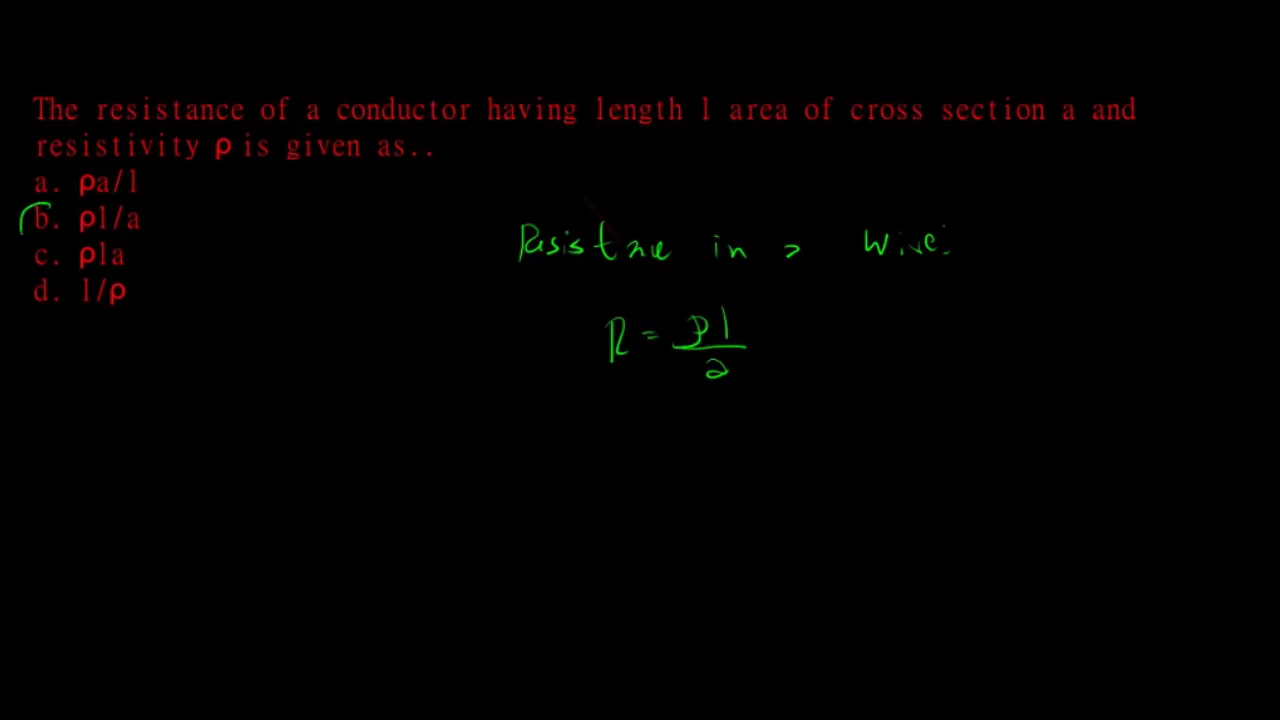 The resistance of a conductor having length l area of cross section a and
resistivity ρ is given as..
a. ρa/l
b. ρl/a
c. ρla
d. l/ρ
Resistance in a wire:
R = ρl
a